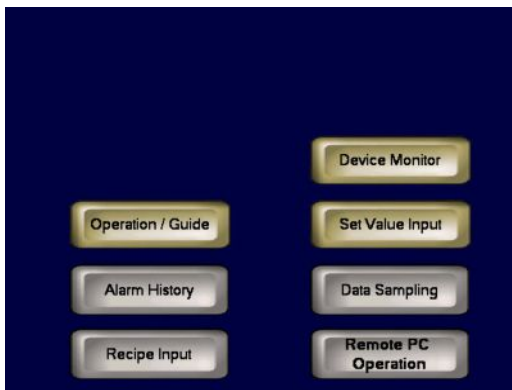 Device Monitor
Operation / Guide
Set Value Input
Alarm History
Data Sampling
Recipe Input
Remote PC
Operation